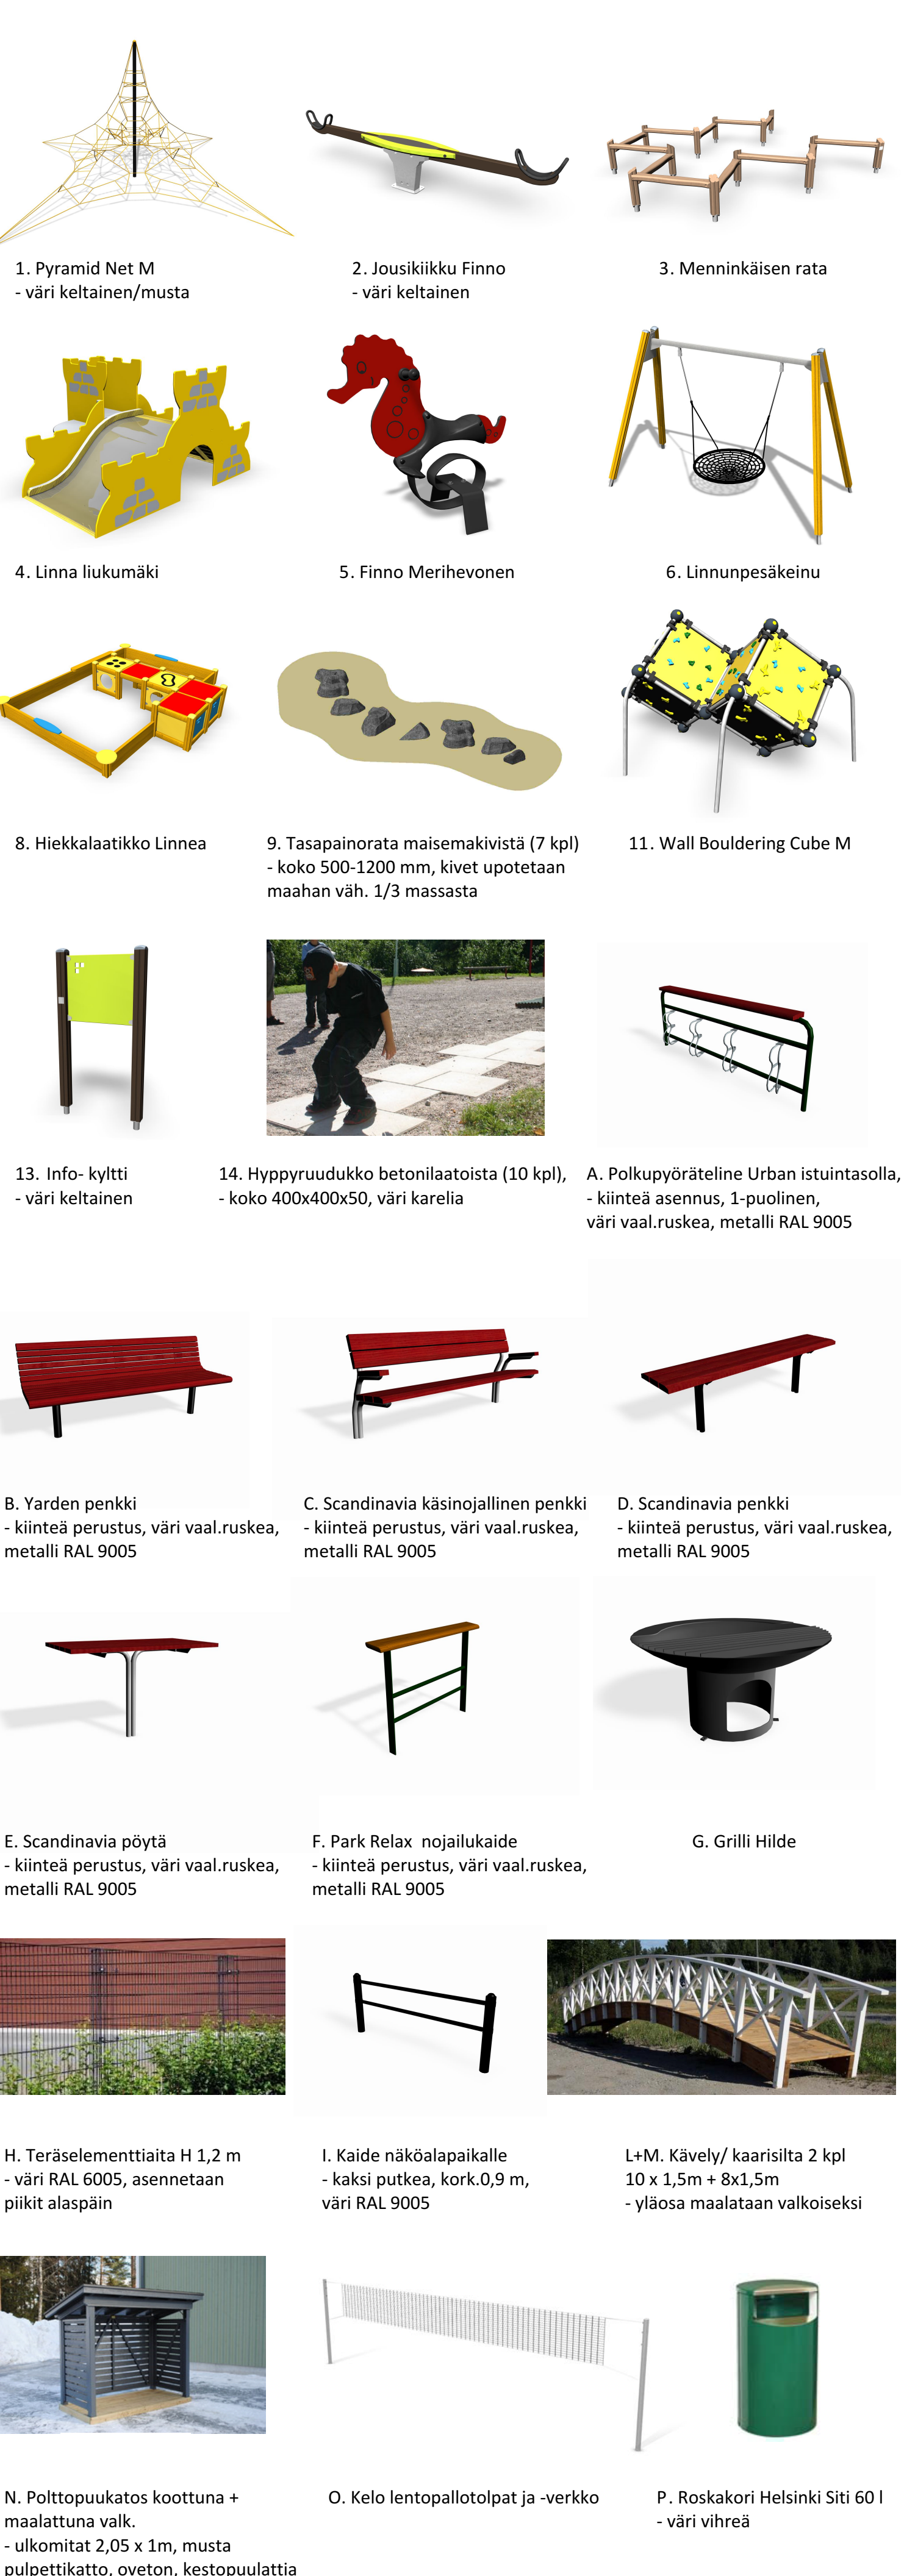 1. Pyramid Net M
- väri keltainen/musta
2. Jousikiikku Finno
- väri keltainen
3. Menninkäisen rata
4. Linna liukumäki
5. Finno Merihevonen
6. Linnunpesäkeinu
8. Hiekkalaatikko Linnea
9. Tasapainorata maisemakivistä (7 kpl)
- koko 500-1200 mm, kivet upotetaan
maahan väh. 1/3 massasta
11. Wall Bouldering Cube M
13. Info- kyltti
- väri keltainen
14. Hyppyruudukko betonilaatoista (10 kpl),
- koko 400x400x50, väri karelia
A. Polkupyöräteline Urban istuintasolla,
- kiinteä asennus, 1-puolinen,
väri vaal.ruskea, metalli RAL 9005
B. Yarden penkki
- kiinteä perustus, väri vaal.ruskea,
metalli RAL 9005
C. Scandinavia käsinojallinen penkki
- kiinteä perustus, väri vaal.ruskea,
metalli RAL 9005
D. Scandinavia penkki
- kiinteä perustus, väri vaal.ruskea,
metalli RAL 9005
E. Scandinavia pöytä
- kiinteä perustus, väri vaal.ruskea,
metalli RAL 9005
F. Park Relax nojailukaide
- kiinteä perustus, väri vaal.ruskea,
metalli RAL 9005
G. Grilli Hilde
H. Teräselementtiaita H 1,2 m
- väri RAL 6005, asennetaan
piikit alaspäin
I. Kaide näköalapaikalle
- kaksi putkea, kork.0,9 m,
väri RAL 9005
L+M. Kävely/ kaarisilta 2 kpl
10 x 1,5m + 8x1,5m
- yläosa maalataan valkoiseksi
N. Polttopuukatos koottuna +
maalattuna valk.
- ulkomitat 2,05 x 1m, musta
pulpettikatto, oveton, kestopuulattia
O. Kelo lentopallotolpat ja -verkko
P. Roskakori Helsinki Siti 60 l
- väri vihreä